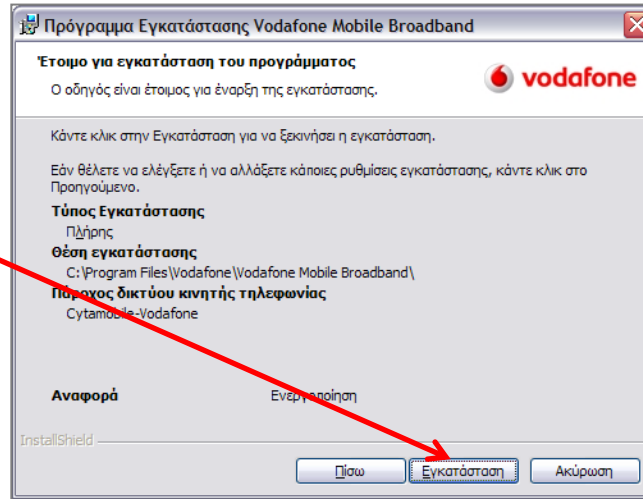 Πρόγραμμα Εγκατάστασης Vodafone Mobile Broadband
Έτοιμο για εγκατάσταση του προγράμματος
Ο οδηγός είναι έτοιμος για έναρξη της εγκατάστασης.
vodafone
Κάντε κλικ στην Εγκατάσταση για να ξεκινήσει η εγκατάσταση.
Εάν θέλετε να ελέγξετε ή να αλλάξετε κάποιες ρυθμίσεις εγκατάστασης, κάντε κλικ στο
Προηγούμενο.
Τύπος Εγκατάστασης
Πλήρης
Θέση εγκατάστασης
C:\Program Files\Vodafone\Vodafone Mobile Broadband\
Πάροχος δικτύου κινητής τηλεφωνίας
Cytamobile-Vodafone
Αναφορά Ενεργοποίηση
InstallShield
Πίσω Εγκατάσταση Ακύρωση